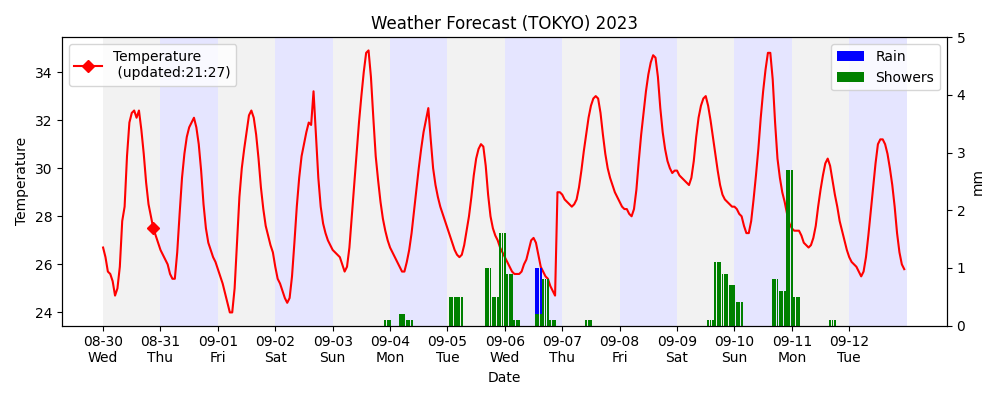 Weather Forecast (TOKYO) 2023
Temperature
(updated:21:27)
Rain
Showers
Temperature
34
32
30
28
26
24
5
4
3
2
1
0
mm
08-30 08-31 09-01 09-02 09-03 09-04 09-05 09-06 09-07 09-08 09-09 09-10 09-11 09-12
Wed Thu Fri Sat Sun Mon Tue Wed Thu Fri Sat Sun Mon Tue
Date